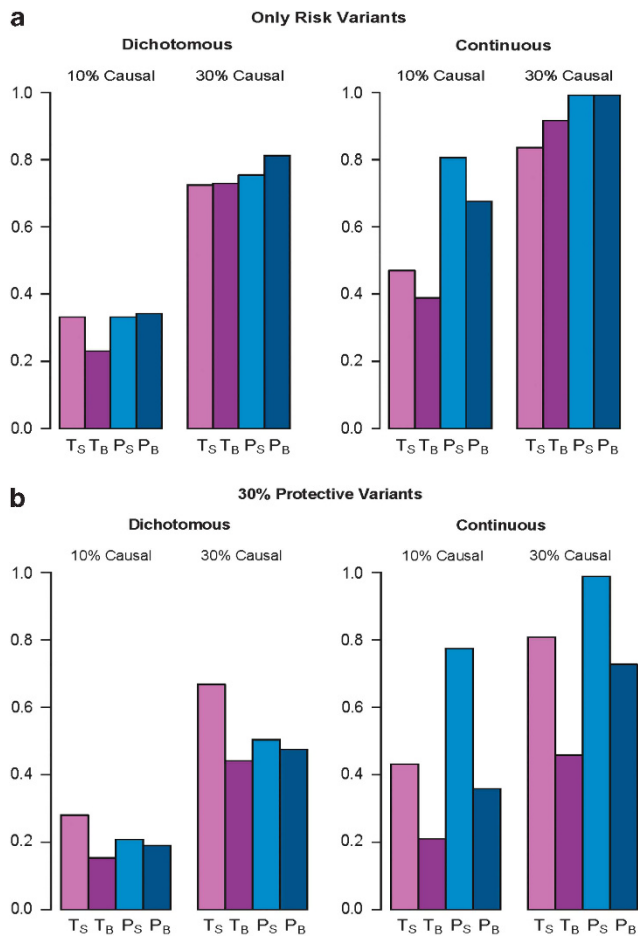 a
Only Risk Variants
Dichotomous Continuous
10% Causal 30% Causal 10% Causal 30% Causal
1.0 1.0
0.8 0.8
0.6 0.6
0.4 0.4
0.2 0.2
0.0 0.0
TS TB PS PB TS TB PS PB TS TB PS PB TS TB PS PB
b
30% Protective Variants
Dichotomous Continuous
10% Causal 30% Causal 10% Causal 30% Causal
1.0 1.0
0.8 0.8
0.6 0.6
0.4 0.4
0.2 0.2
0.0 0.0
TS TB PS PB TS TB PS PB TS TB PS PB TS TB PS PB